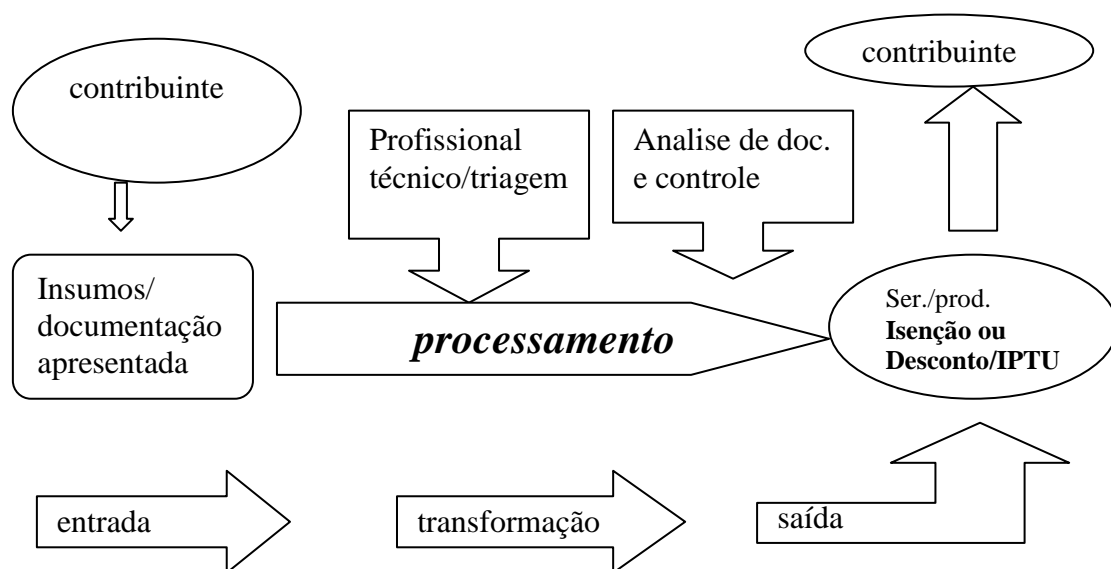 contribuinte
contribuinte
Profissional
técnico/triagem
Analise de doc.
e controle
Insumos/
documentação
apresentada
processamento
Ser./prod.
Isenção ou
Desconto/IPTU
entrada
transformação
saída